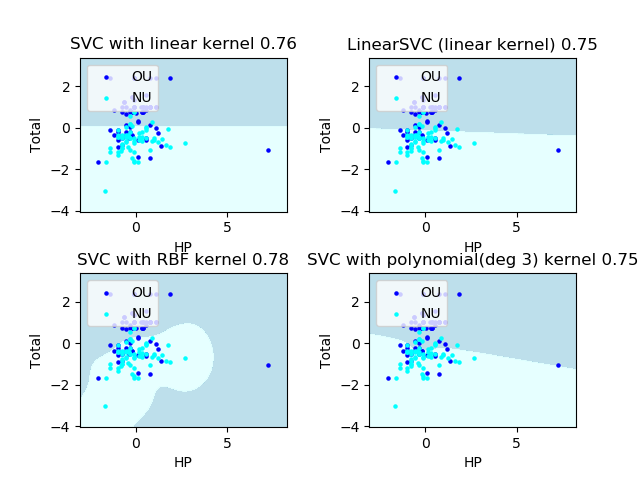 SVC with linear kernel 0.76
LinearSVC (linear kernel) 0.75
OU
NU
OU
NU
2
0
−2
−4
Total
2
0
−2
−4
Total
0
5
HP
0
5
HP
SVC with RBF kernel 0.78
SVC with polynomial(deg 3) kernel 0.75
OU
NU
OU
NU
2
0
−2
−4
Total
2
0
−2
−4
Total
0
5
HP
0
5
HP